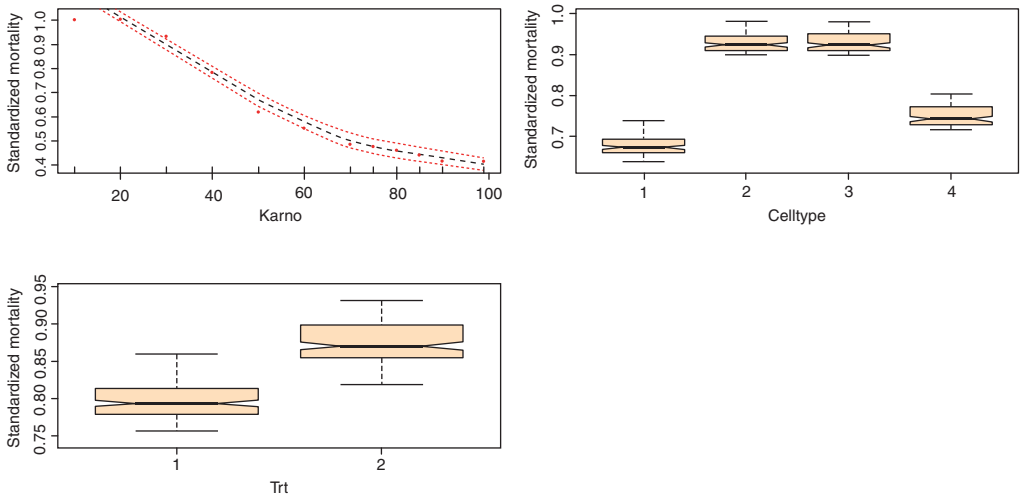 Standardized mortality
0.4 0.5 0.6 0.7 0.8 0.9 1.0
20 40 60 80 100
Karno
Standardized mortality
0.7 0.8 0.9 1.0
1 2 3 4
Celltype
Standardized mortality
0.75 0.80 0.85 0.90 0.95
1 2
Trt